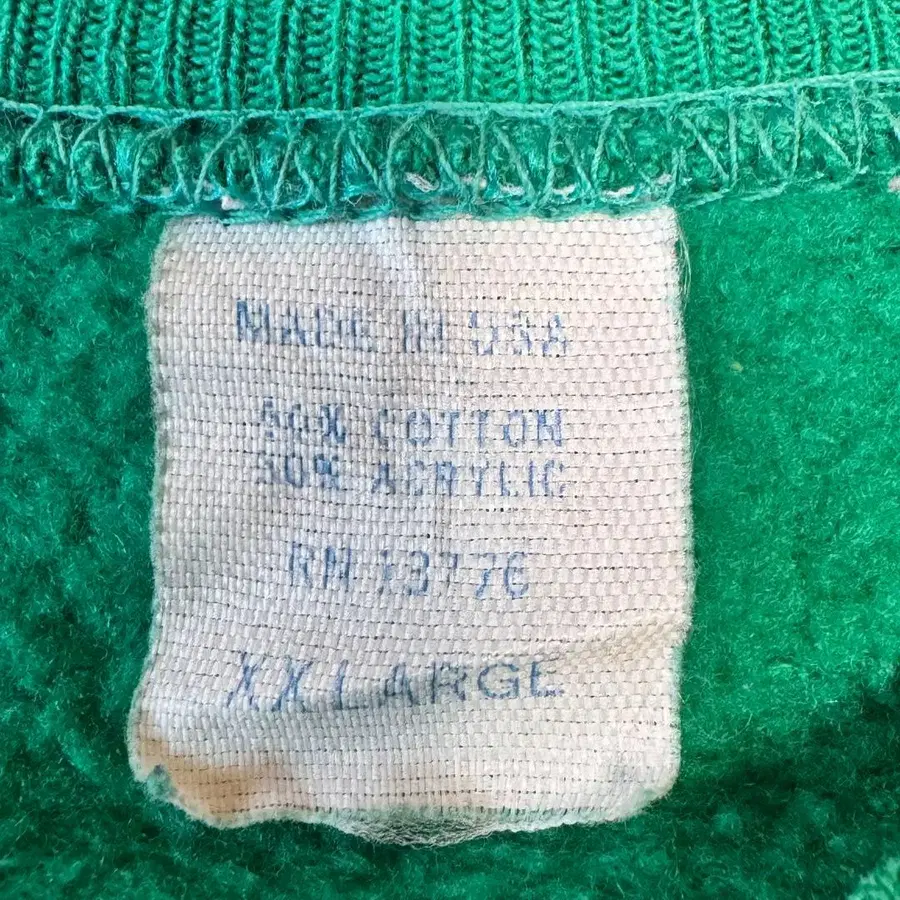 MADE IN USA
50% COTTON
50% ACRYLIC
RN 13776
XXLARGE